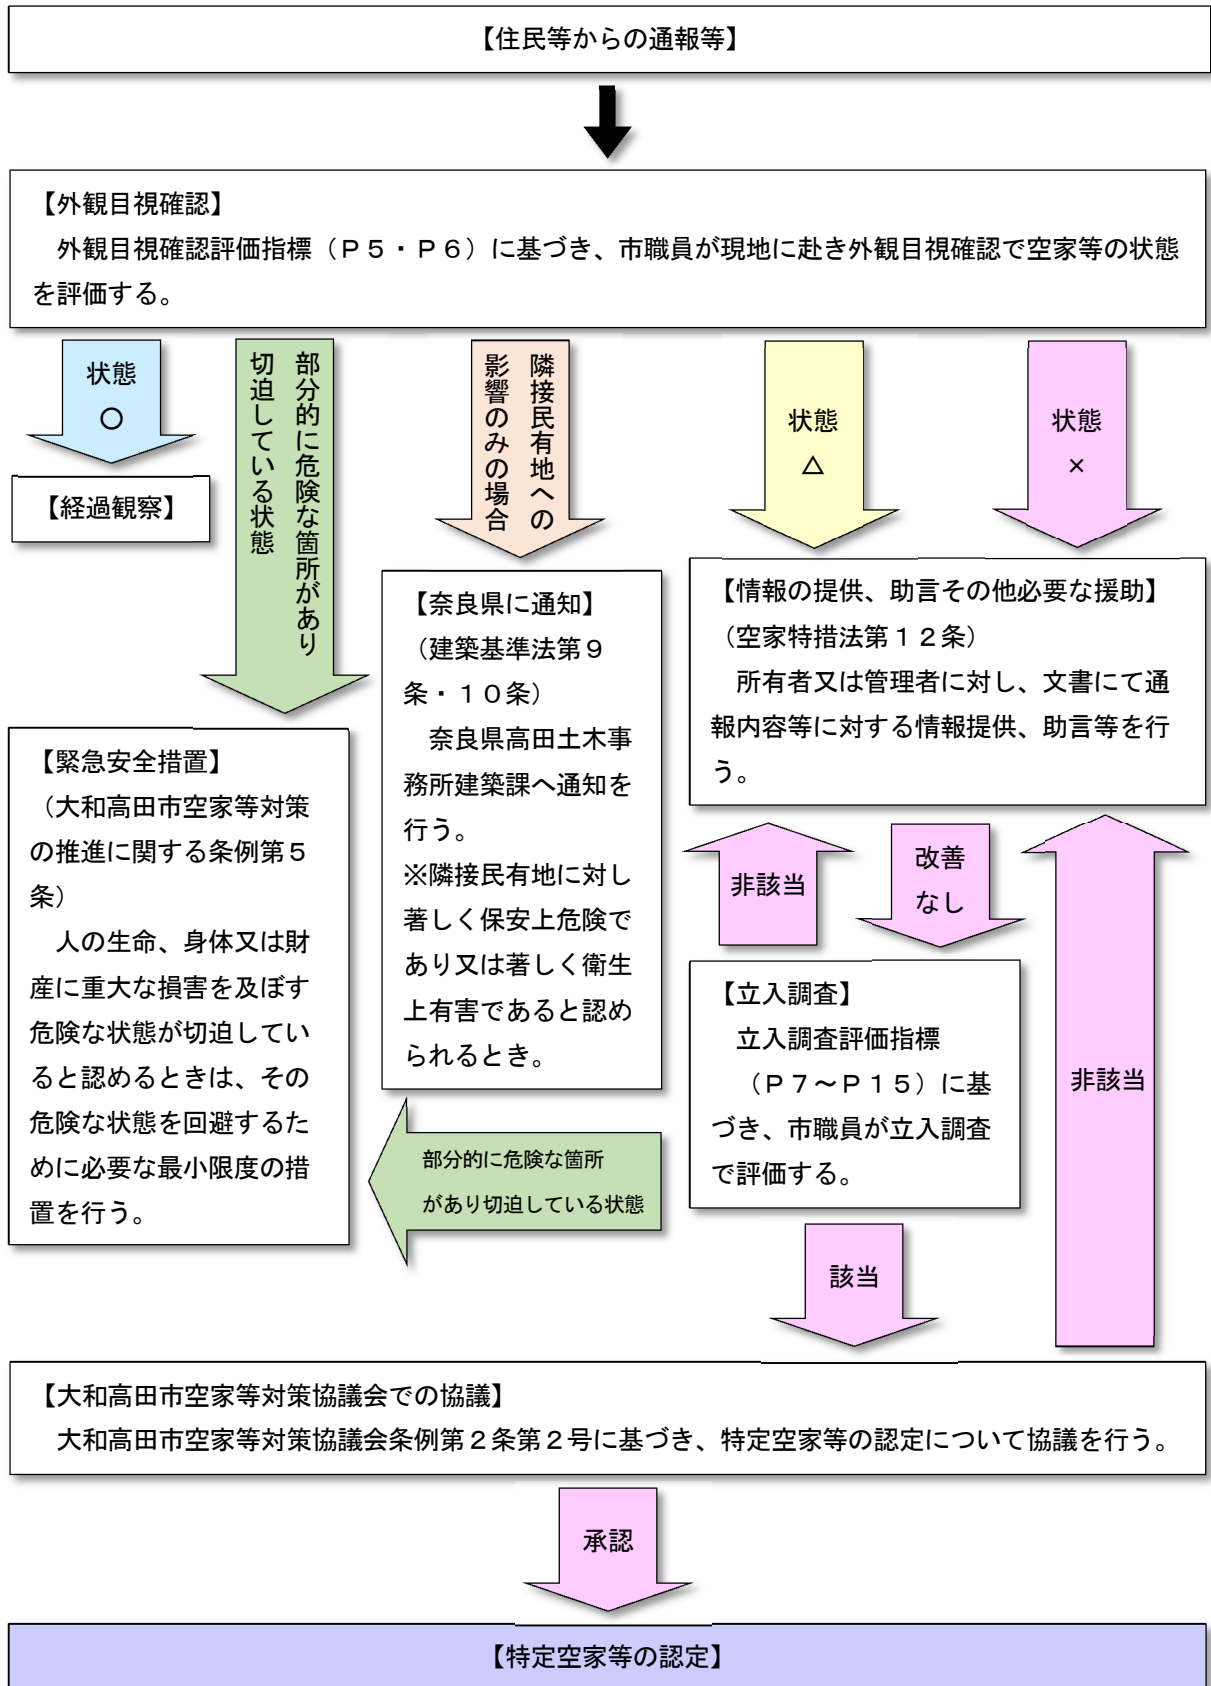 【住民等からの通報等】
【外観目視確認】
外観目視確認評価指標（Ｐ５・Ｐ６）に基づき、市職員が現地に赴き外観目視確認で空家等の状態
を評価する。
状態
○
【経過観察】
部分的に危険な箇所があり
切迫している状態
隣接民有地への
影響のみの場合
状態
△
状態
×
【緊急安全措置】
（大和高田市空家等対策
の推進に関する条例第５
条）
人の生命、身体又は財
産に重大な損害を及ぼす
危険な状態が切迫してい
ると認めるときは、その
危険な状態を回避するた
めに必要な最小限度の措
置を行う。
【奈良県に通知】
（建築基準法第９
条・１０条）
奈良県高田土木事
務所建築課へ通知を
行う。
※隣接民有地に対し
著しく保安上危険で
あり又は著しく衛生
上有害であると認め
られるとき。
【情報の提供、助言その他必要な援助】
（空家特措法第１２条）
所有者又は管理者に対し、文書にて通
報内容等に対する情報提供、助言等を行
う。
非該当
改善
なし
【立入調査】
立入調査評価指標
（Ｐ７～Ｐ１５）に基
づき、市職員が立入調査
で評価する。
非該当
部分的に危険な箇所
があり切迫している状態
該当
【大和高田市空家等対策協議会での協議】
大和高田市空家等対策協議会条例第２条第２号に基づき、特定空家等の認定について協議を行う。
承認
【特定空家等の認定】